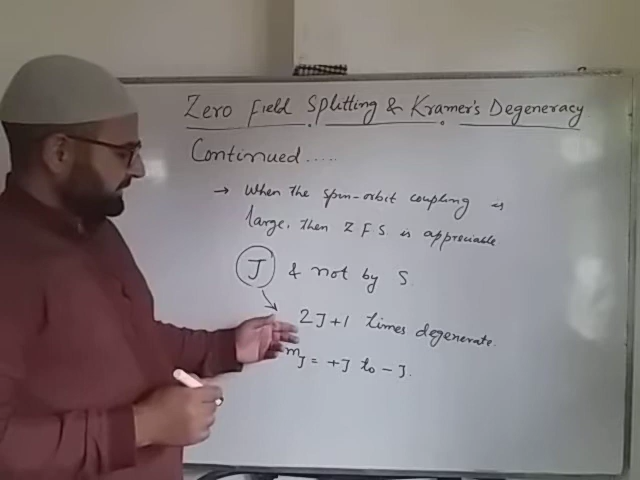 Zero Field Splitting & Kramer's Degeneracy
Continued.....
→ When the spin-orbit coupling is
large, then Z F S is appreciable
J & not by S.
2J+1 times degenerate.
mJ = +J to -J.